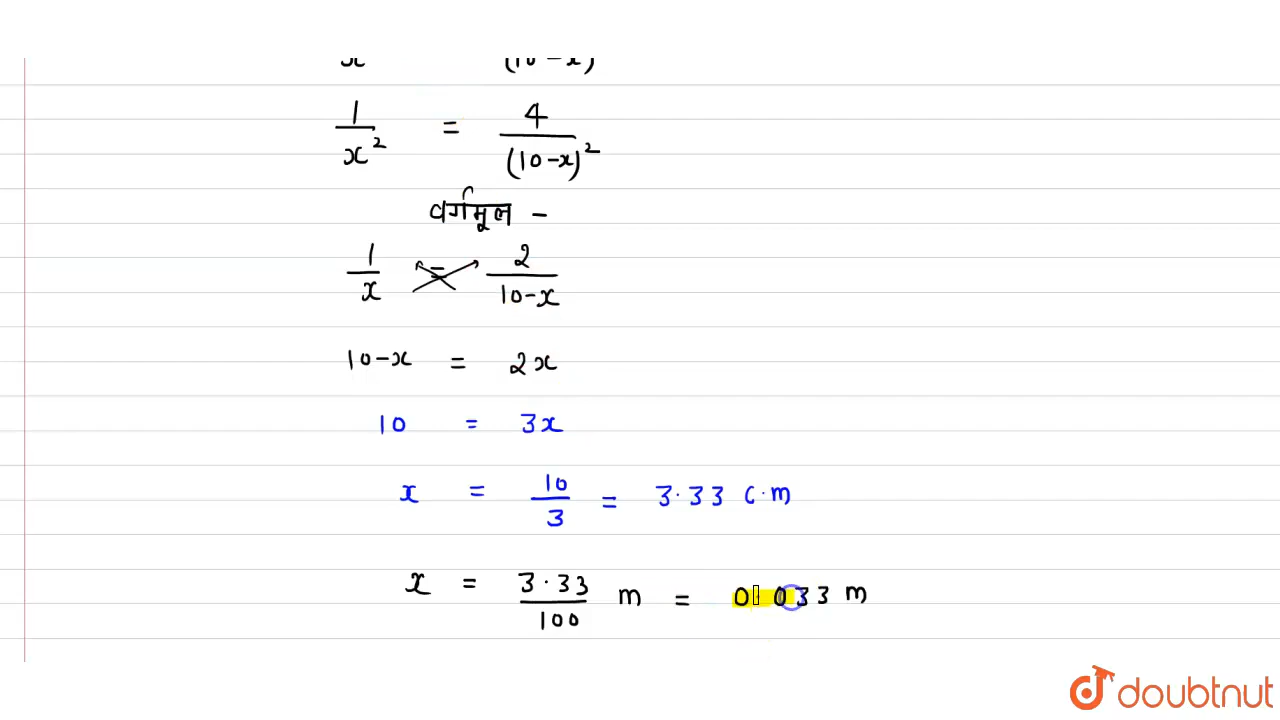 x (10-x)
1/x² = 4/(10-x)²
वर्गमूल -
1/x = 2/(10-x)
10-x = 2x
10 = 3x
x = 10/3 = 3.33 c.m
x = 3.33/100 m = 0.033 m
doubtnut